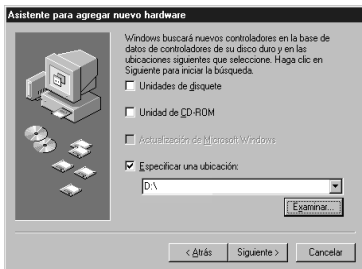 Asistente para agregar nuevo hardware
Windows buscará nuevos controladores en la base de
datos de controladores de su disco duro y en las
ubicaciones siguientes que seleccione. Haga clic en
Siguiente para iniciar la búsqueda.
Unidades de disquete
Unidad de CD-ROM
Actualización de Microsoft Windows
Especificar una ubicación:
D:\
Examinar...
< Atrás
Siguiente >
Cancelar